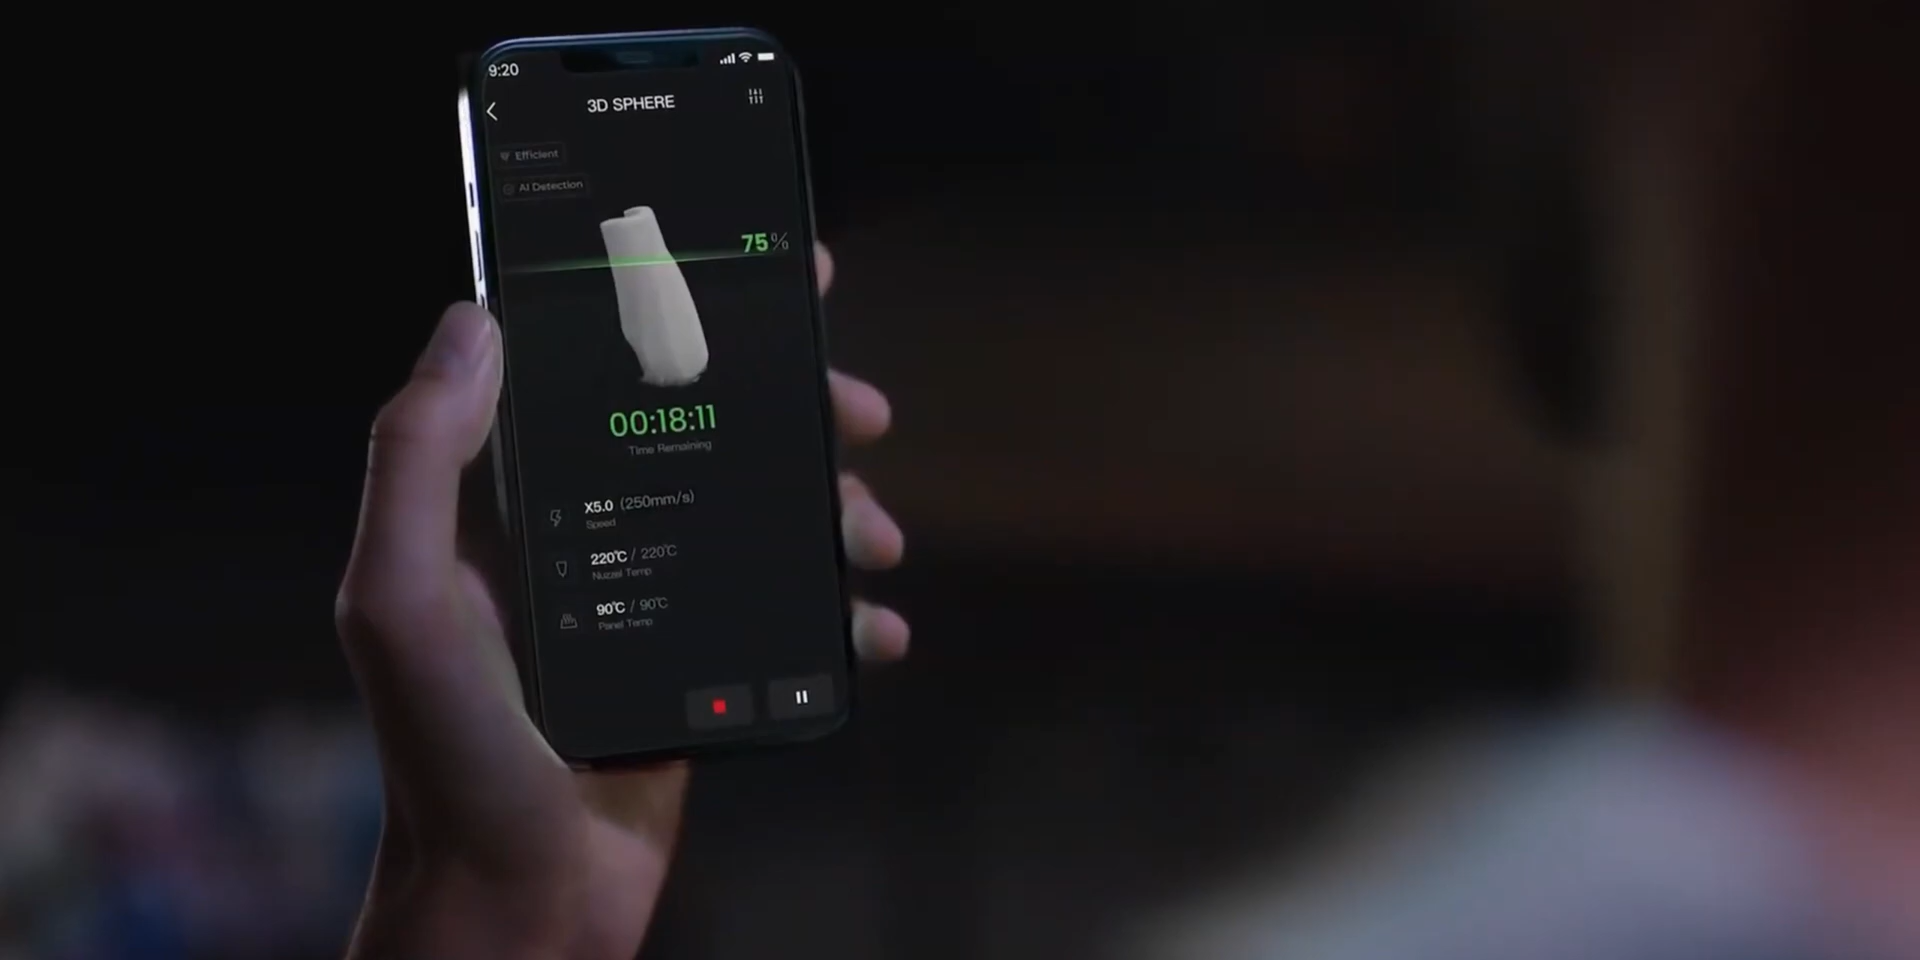 9:20
3D SPHERE
Efficient
AI Detection
75%
00:18:11
Time Remaining
X5.0 (250mm/s)
Speed
220℃ / 220℃
Nuzzel Temp
90℃ / 90℃
Panel Temp